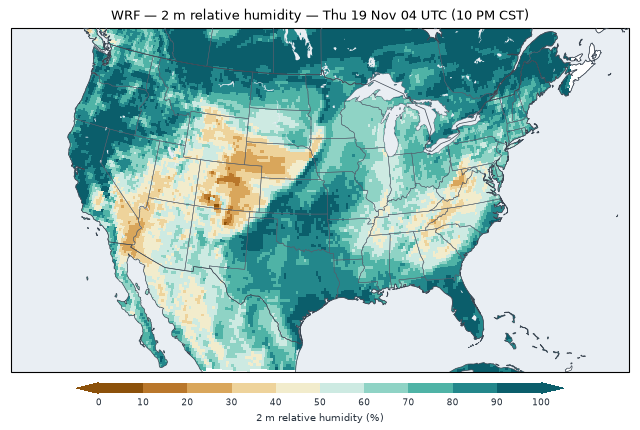 WRF — 2 m relative humidity — Thu 19 Nov 04 UTC (10 PM CST)
0 10 20 30 40 50 60 70 80 90 100
2 m relative humidity (%)